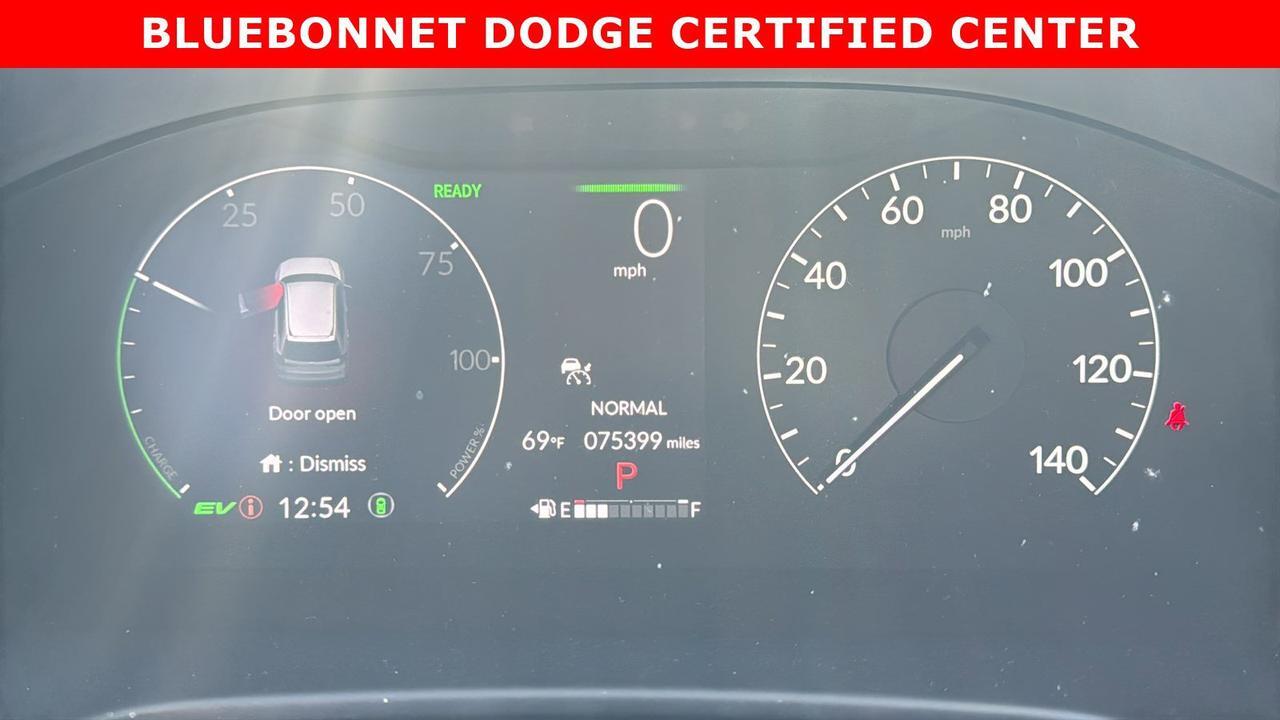 BLUEBONNET DODGE CERTIFIED CENTER
READY
25
50
75
100
CHARGE
POWER %
Door open
: Dismiss
EV
12:54
0
mph
NORMAL
69°F 075399 miles
P
E F
0
20
40
60
80
100
120
140
mph